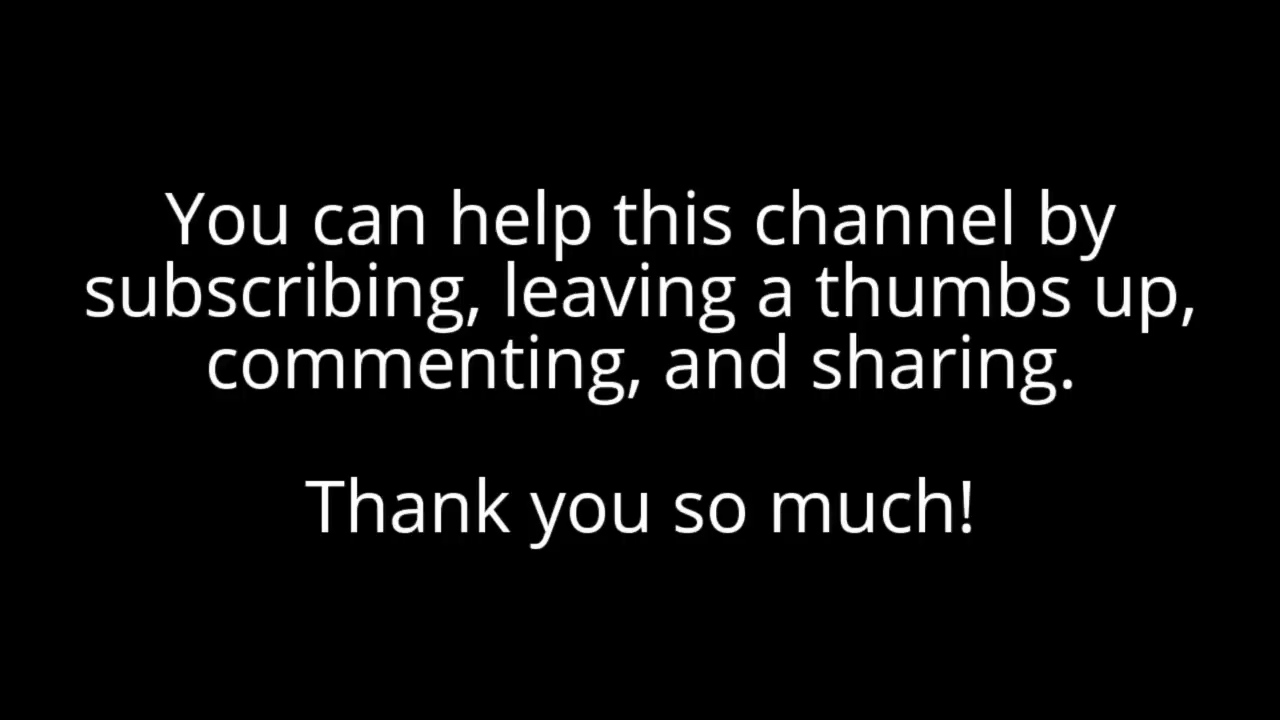 You can help this channel by
subscribing, leaving a thumbs up,
commenting, and sharing.
Thank you so much!